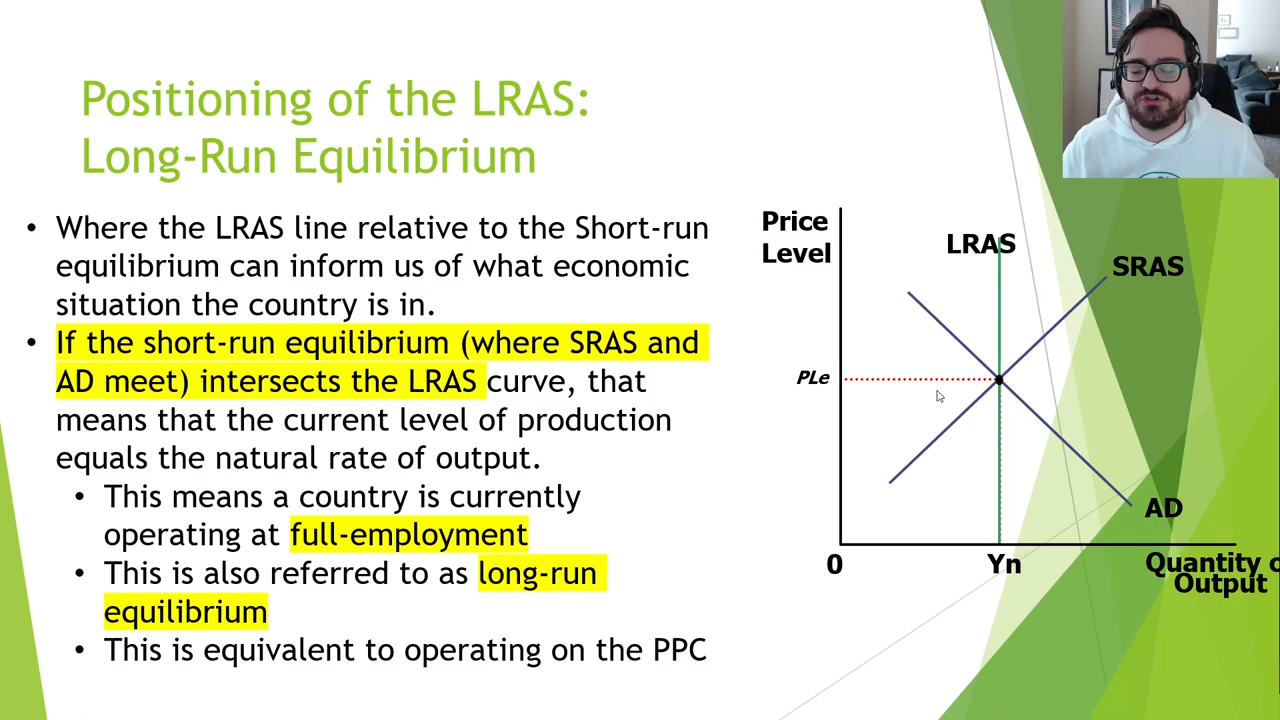 Positioning of the LRAS:
Long-Run Equilibrium
• Where the LRAS line relative to the Short-run
equilibrium can inform us of what economic
situation the country is in.
• If the short-run equilibrium (where SRAS and
AD meet) intersects the LRAS curve, that
means that the current level of production
equals the natural rate of output.
• This means a country is currently
operating at full-employment
• This is also referred to as long-run
equilibrium
• This is equivalent to operating on the PPC
Price
Level
LRAS
SRAS
PLe
AD
0
Yn
Quantity o
Output